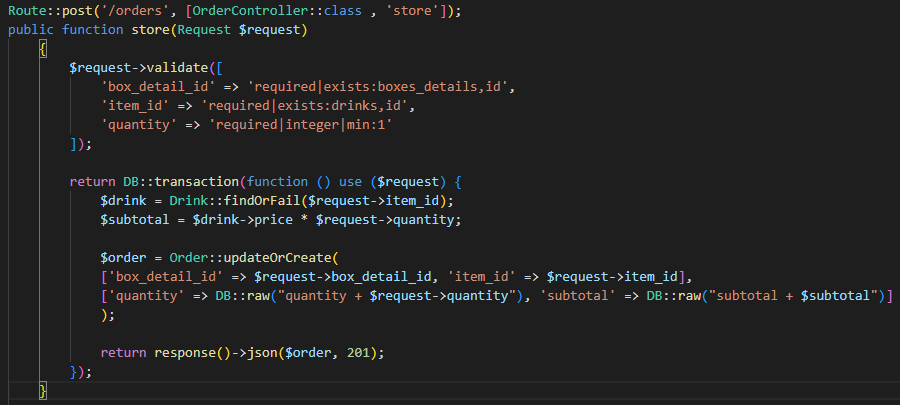 Route::post('/orders', [OrderController::class , 'store']);
public function store(Request $request)
{
$request->validate([
'box_detail_id' => 'required|exists:boxes_details,id',
'item_id' => 'required|exists:drinks,id',
'quantity' => 'required|integer|min:1'
]);
return DB::transaction(function () use ($request) {
$drink = Drink::findOrFail($request->item_id);
$subtotal = $drink->price * $request->quantity;
$order = Order::updateOrCreate(
['box_detail_id' => $request->box_detail_id, 'item_id' => $request->item_id],
['quantity' => DB::raw("quantity + $request->quantity"), 'subtotal' => DB::raw("subtotal + $subtotal")]
);
return response()->json($order, 201);
});
}